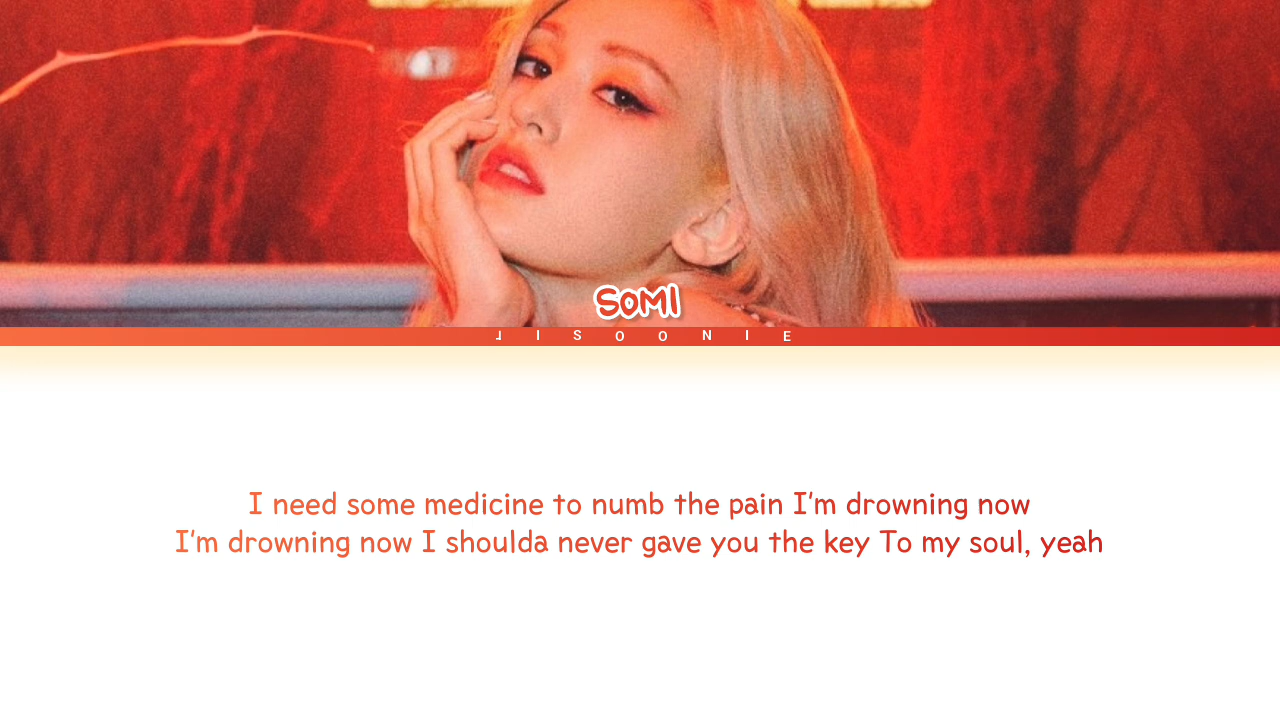 SOMI
JISOONIE
I need some medicine to numb the pain I'm drowning now
I'm drowning now I shoulda never gave you the key To my soul, yeah